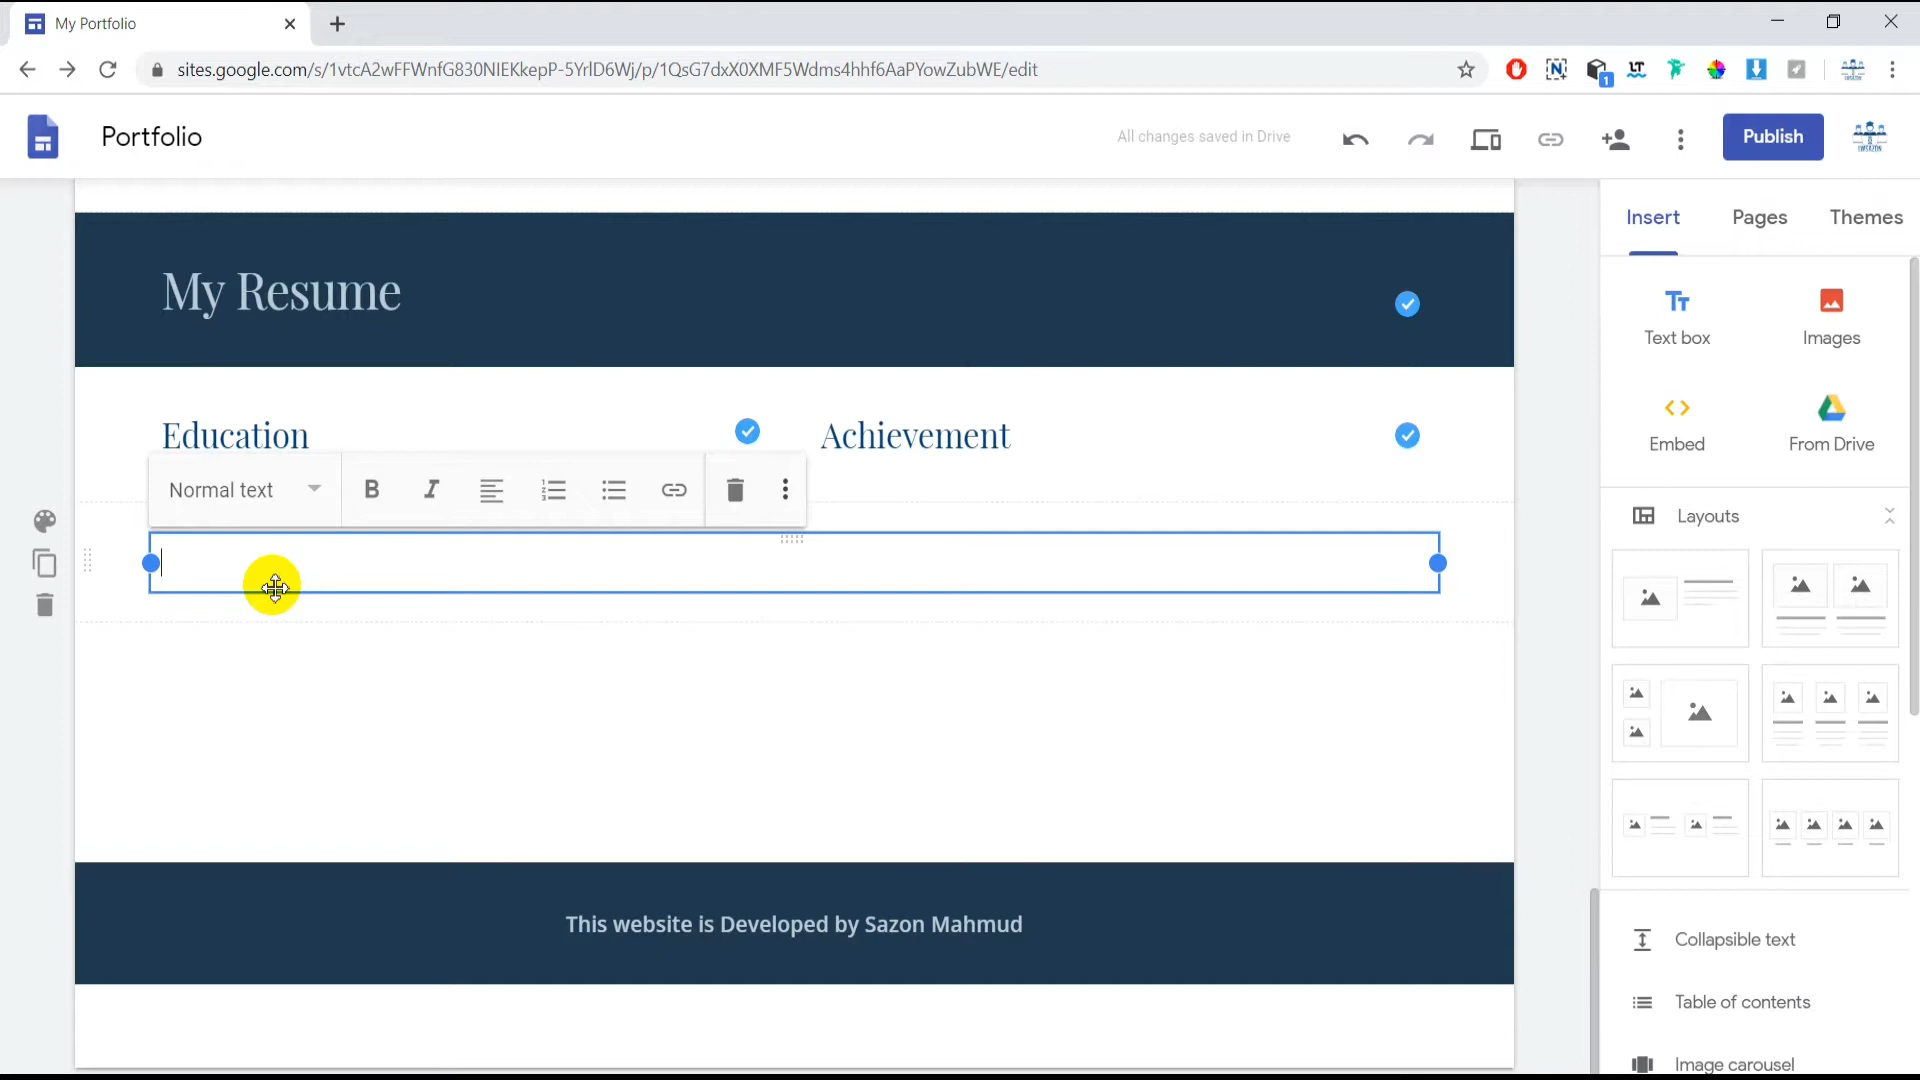 My Portfolio
sites.google.com/s/1vtcA2wFFWnfG830NIEKkepP-5YrlD6Wj/p/1QsG7dxX0XMF5Wdms4hhf6AaPYowZubWE/edit
1
LT
Portfolio
All changes saved in Drive
Publish
Insert
Pages
Themes
My Resume
Text box
Images
Embed
From Drive
Education
Achievement
Normal text
B
I
Layouts
This website is Developed by Sazon Mahmud
Collapsible text
Table of contents
Image carousel